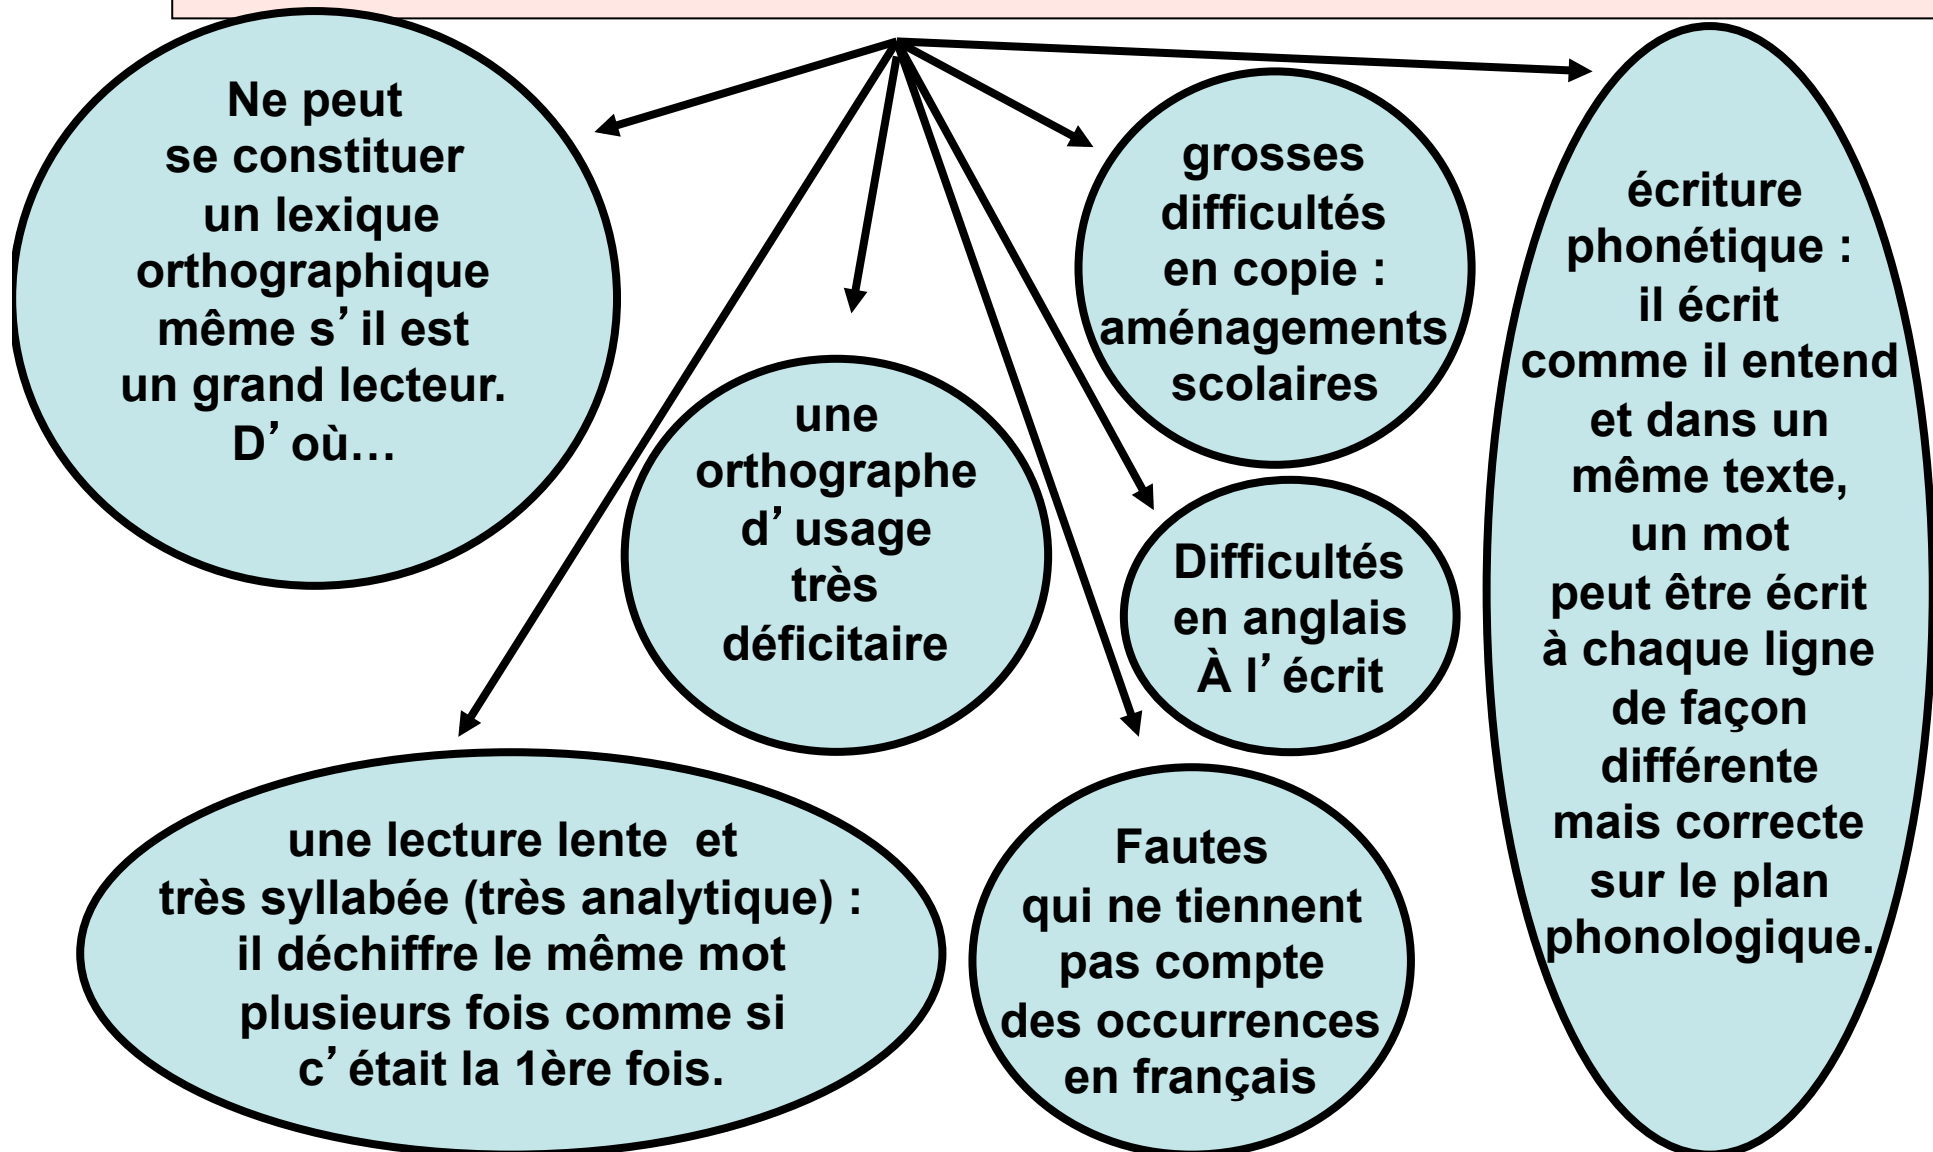 Ne peut
se constituer
un lexique
orthographique
même s’ il est
un grand lecteur.
D’ où…
une
orthographe
d’ usage
très
déficitaire
grosses
difficultés
en copie :
aménagements
scolaires
Difficultés
en anglais
À l’ écrit
écriture
phonétique :
il écrit
comme il entend
et dans un
même texte,
un mot
peut être écrit
à chaque ligne
de façon
différente
mais correcte
sur le plan
phonologique.
une lecture lente  et
très syllabée (très analytique) :
il déchiffre le même mot
plusieurs fois comme si
c’ était la 1ère fois.
Fautes
qui ne tiennent
pas compte
des occurrences
en français